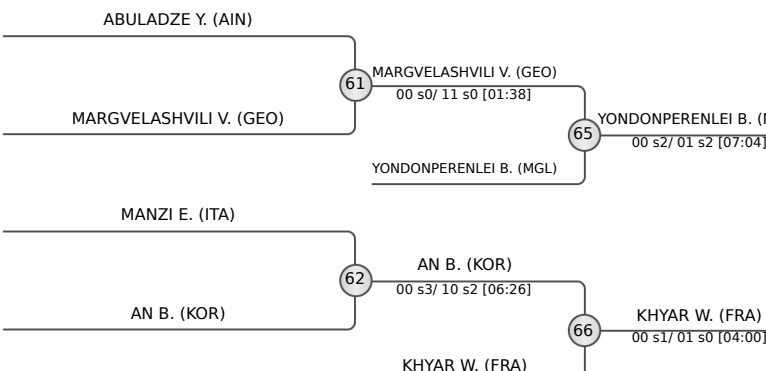 ABULADZE Y. (AIN)
61
MARGVELASHVILI V. (GEO)
00 s0/ 11 s0 [01:38]
MARGVELASHVILI V. (GEO)
65
YONDONPERENLEI B.
00 s2/ 01 s2 [07:04]
YONDONPERENLEI B. (MGL)
MANZI E. (ITA)
62
AN B. (KOR)
00 s3/ 10 s2 [06:26]
AN B. (KOR)
66
KHYAR W. (FRA)
00 s1/ 01 s0 [04:00]
KHYAR W. (FRA)